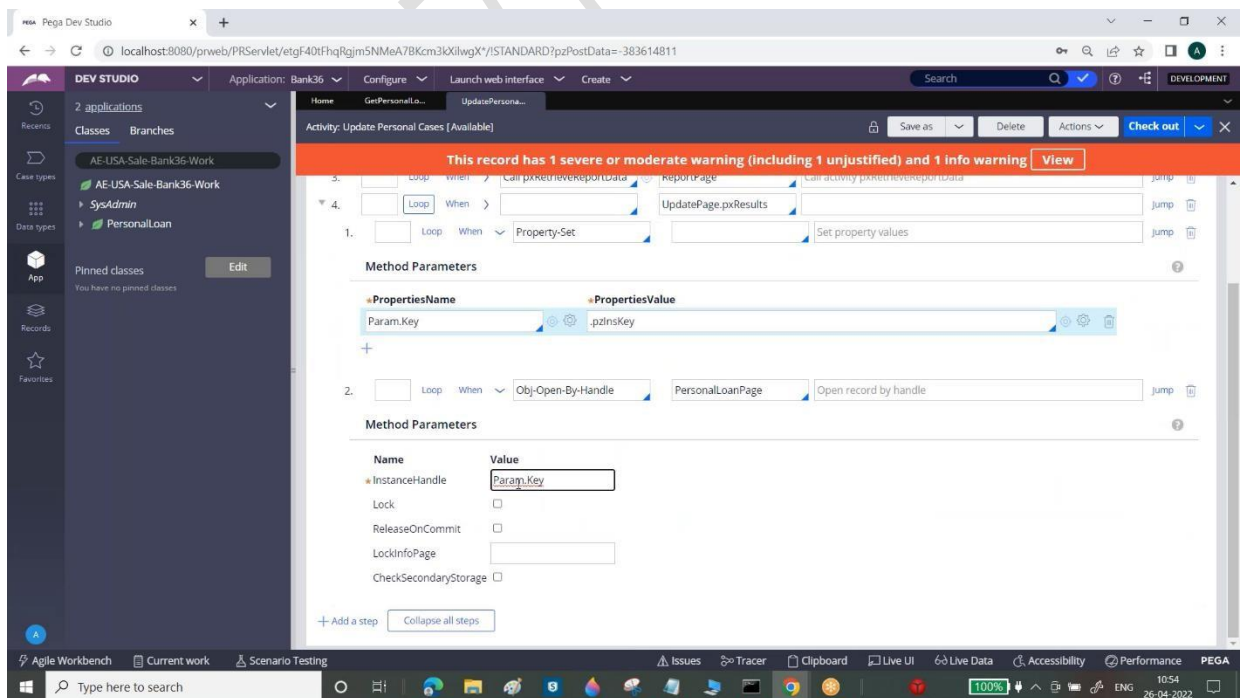 PEGA Pega Dev Studio × +
localhost:8080/prweb/PRServlet/etgF40tFhqRgjm5NMeA7BKcm3kXilwgX*/!STANDARD?pzPostData=-383614811 A
DEV STUDIO Application: Bank36 Configure Launch web interface Create Search DEVELOPMENT
Recents 2 applications Home GetPersonalLo... UpdatePersona...
Classes Branches Activity: Update Personal Cases [Available] Save as Delete Actions Check out
Case types AE-USA-Sale-Bank36-Work This record has 1 severe or moderate warning (including 1 unjustified) and 1 info warning View
AE-USA-Sale-Bank36-Work 3. Loop When Call pxRetrieveReportData ReportPage Call activity pxRetrieveReportData Jump
SysAdmin 4. Loop When UpdatePage.pxResults Jump
Data types PersonalLoan 1. Loop When Property-Set Set property values Jump
App Pinned classes Edit Method Parameters
You have no pinned classes
PropertiesName PropertiesValue
Records Param.Key .pzInsKey
Favorites
2. Loop When Obj-Open-By-Handle PersonalLoanPage Open record by handle Jump
Method Parameters
Name Value
InstanceHandle Param.Key
Lock
ReleaseOnCommit
LockInfoPage
CheckSecondaryStorage
+ Add a step Collapse all steps
A
Agile Workbench Current work Scenario Testing Issues Tracer Clipboard Live UI Live Data Accessibility Performance PEGA
Type here to search 100% ENG 10:54
26-04-2022